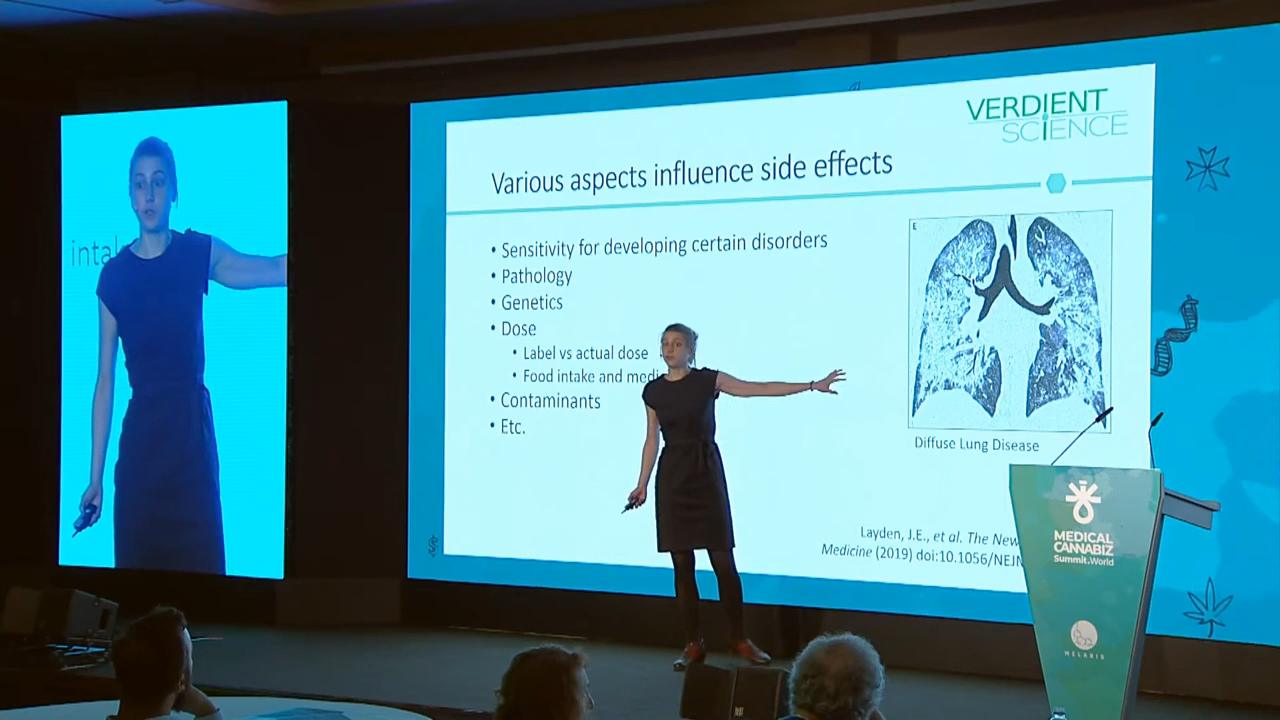 VERDIENT
SCIENCE
Various aspects influence side effects
• Sensitivity for developing certain disorders
• Pathology
• Genetics
• Dose
• Label vs actual dose
• Food intake and medi
• Contaminants
• Etc.
E
Diffuse Lung Disease
Layden, J.E., et al. The New
Medicine (2019) doi:10.1056/NEJ
intak
MEDICAL
CANNABIZ
Summit.World
MELABIS